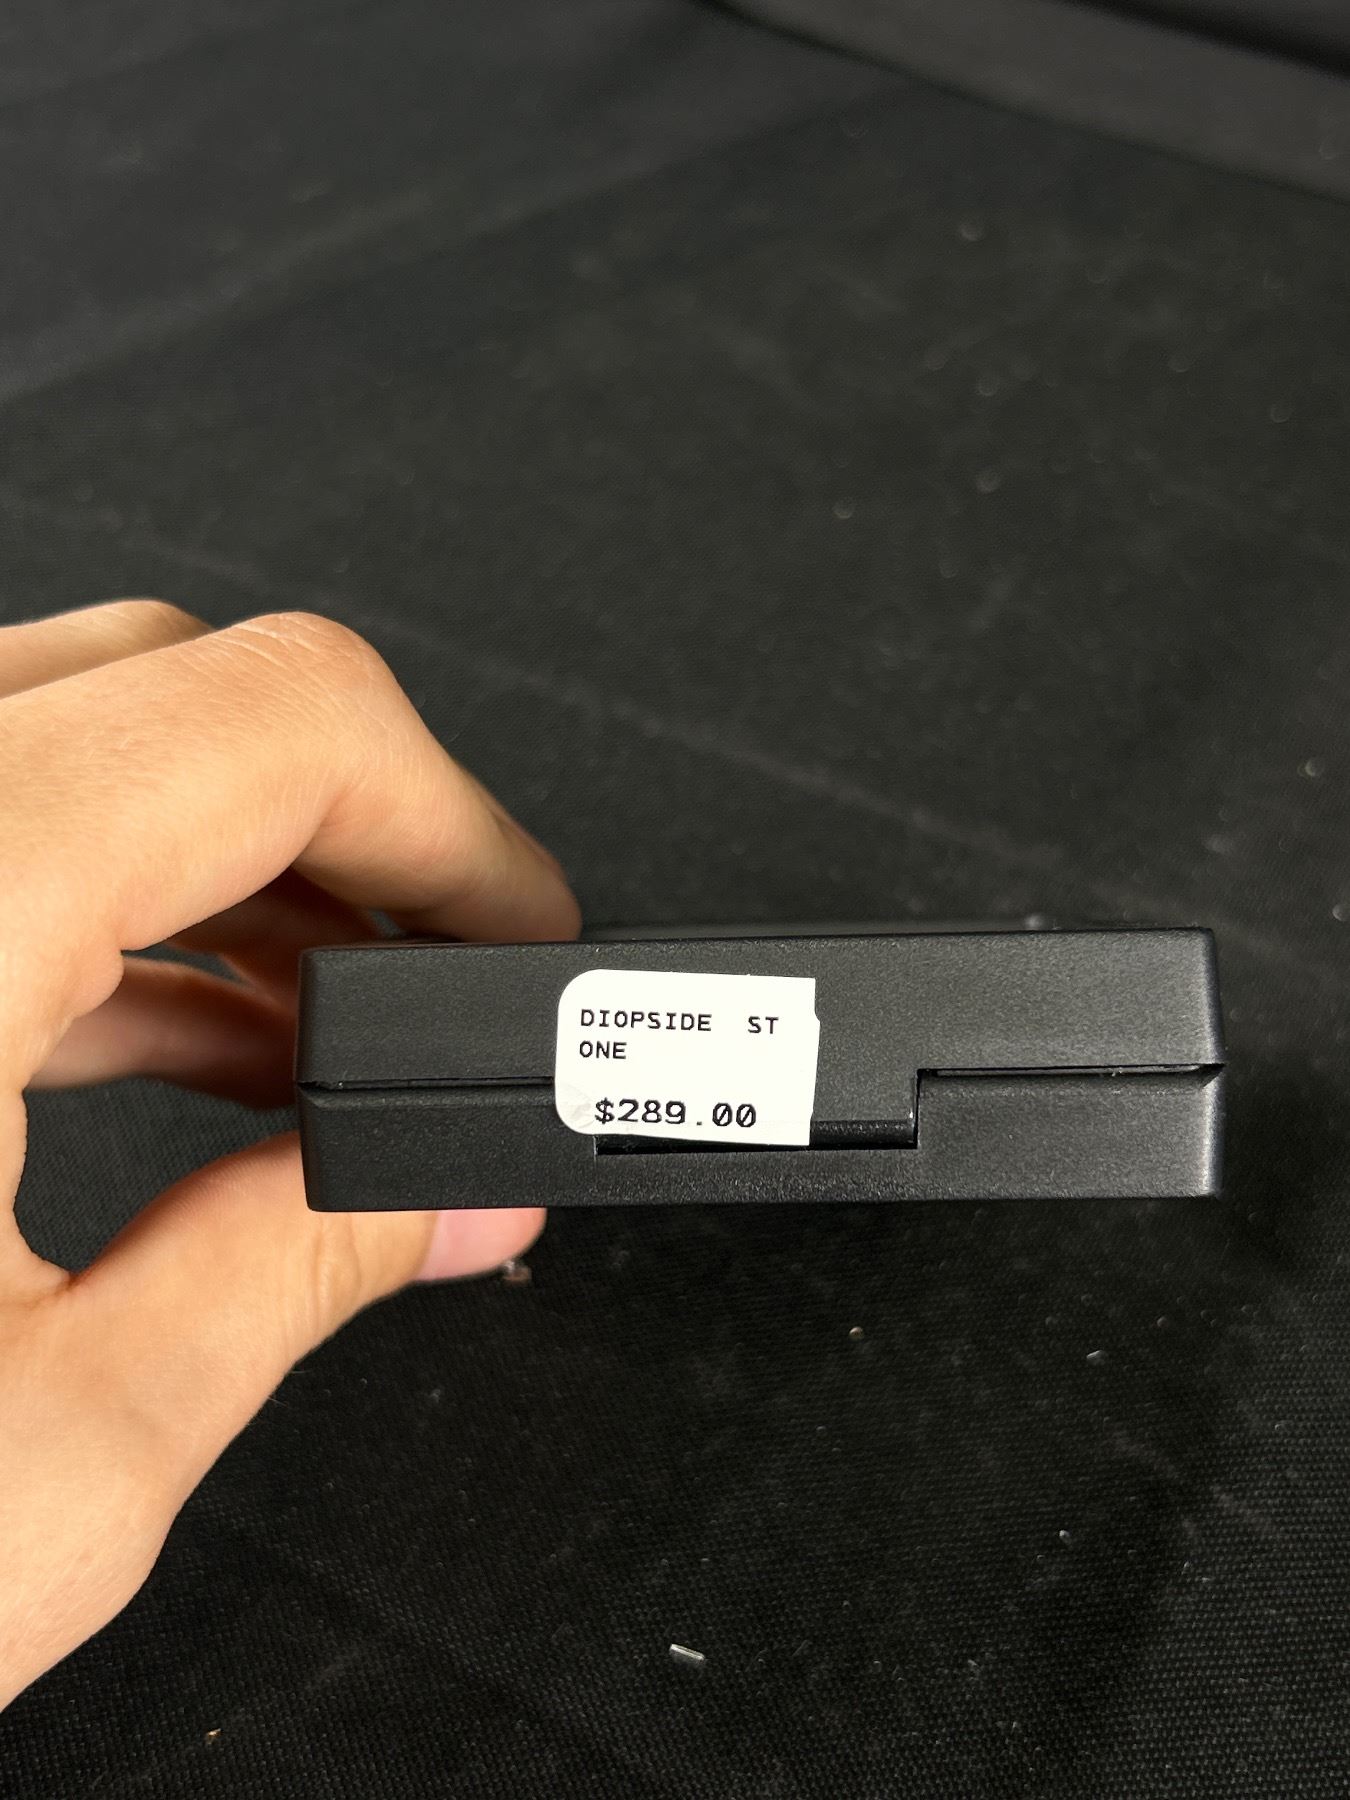 DIOPSIDE ST
ONE
$289.00